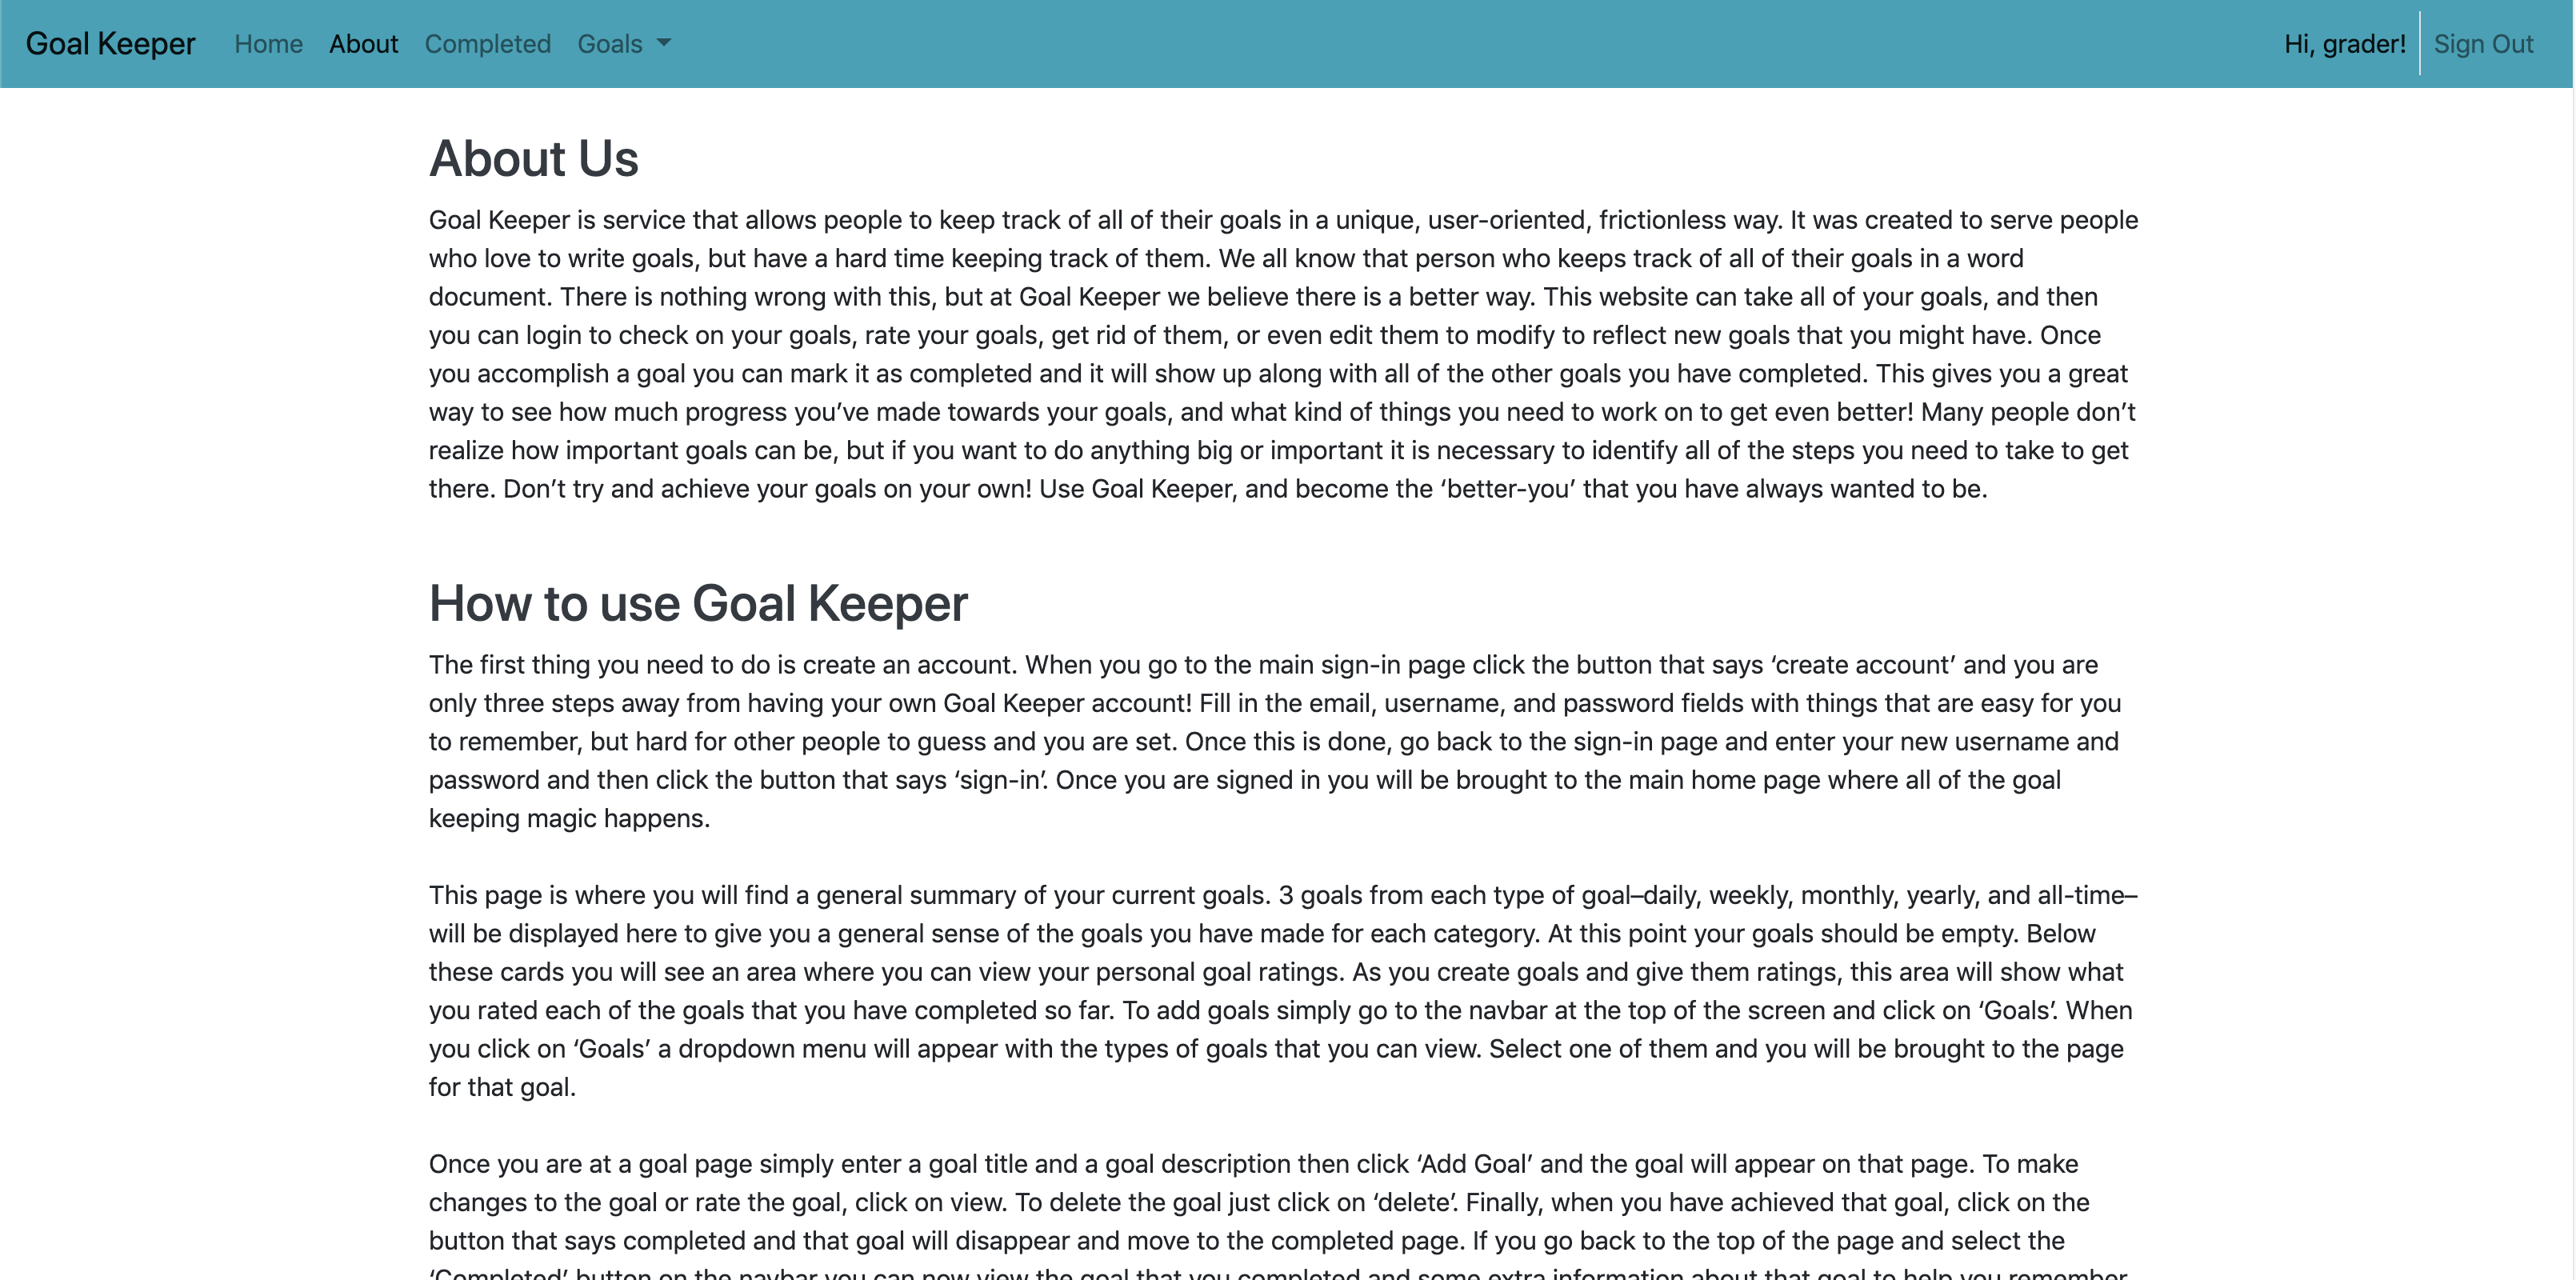 Goal Keeper Home About Completed Goals Hi, grader! Sign Out
About Us
Goal Keeper is service that allows people to keep track of all of their goals in a unique, user-oriented, frictionless way. It was created to serve people
who love to write goals, but have a hard time keeping track of them. We all know that person who keeps track of all of their goals in a word
document. There is nothing wrong with this, but at Goal Keeper we believe there is a better way. This website can take all of your goals, and then
you can login to check on your goals, rate your goals, get rid of them, or even edit them to modify to reflect new goals that you might have. Once
you accomplish a goal you can mark it as completed and it will show up along with all of the other goals you have completed. This gives you a great
way to see how much progress you’ve made towards your goals, and what kind of things you need to work on to get even better! Many people don’t
realize how important goals can be, but if you want to do anything big or important it is necessary to identify all of the steps you need to take to get
there. Don’t try and achieve your goals on your own! Use Goal Keeper, and become the ‘better-you’ that you have always wanted to be.
How to use Goal Keeper
The first thing you need to do is create an account. When you go to the main sign-in page click the button that says ‘create account’ and you are
only three steps away from having your own Goal Keeper account! Fill in the email, username, and password fields with things that are easy for you
to remember, but hard for other people to guess and you are set. Once this is done, go back to the sign-in page and enter your new username and
password and then click the button that says ‘sign-in’. Once you are signed in you will be brought to the main home page where all of the goal
keeping magic happens.
This page is where you will find a general summary of your current goals. 3 goals from each type of goal–daily, weekly, monthly, yearly, and all-time–
will be displayed here to give you a general sense of the goals you have made for each category. At this point your goals should be empty. Below
these cards you will see an area where you can view your personal goal ratings. As you create goals and give them ratings, this area will show what
you rated each of the goals that you have completed so far. To add goals simply go to the navbar at the top of the screen and click on ‘Goals’. When
you click on ‘Goals’ a dropdown menu will appear with the types of goals that you can view. Select one of them and you will be brought to the page
for that goal.
Once you are at a goal page simply enter a goal title and a goal description then click ‘Add Goal’ and the goal will appear on that page. To make
changes to the goal or rate the goal, click on view. To delete the goal just click on ‘delete’. Finally, when you have achieved that goal, click on the
button that says completed and that goal will disappear and move to the completed page. If you go back to the top of the page and select the
‘Completed’ button on the navbar you can now view the goal that you completed and some extra information about that goal to help you remember